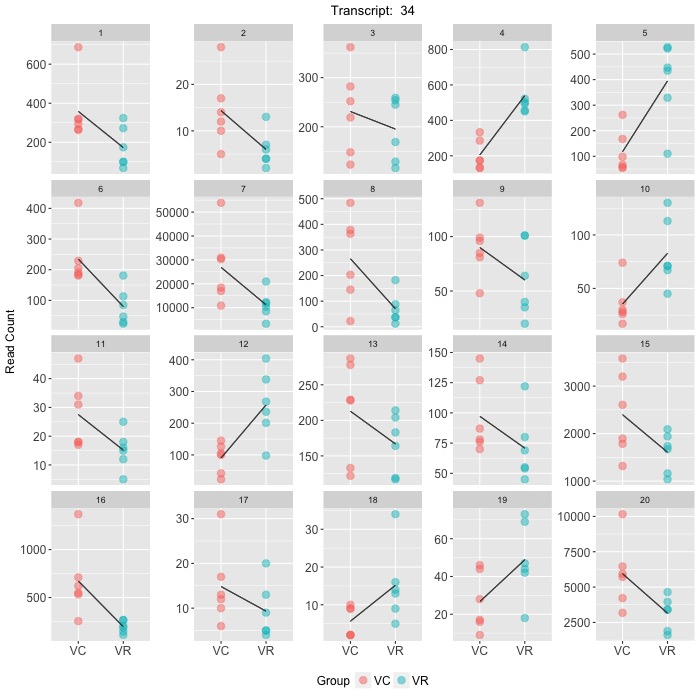 Transcript: 34
1 2 3 4 5
600 400 200
20 10
300 200
800 600 400 200
500 400 300 200 100
6 7 8 9 10
400 300 200 100
50000 40000 30000 20000 10000
500 400 300 200 100 0
100 50
100 50
Read Count
11 12 13 14 15
40 30 20 10
400 300 200 100
250 200 150
150 125 100 75 50
3000 2000 1000
16 17 18 19 20
1000 500
30 20 10
30 20 10
60 40 20
10000 7500 5000 2500
VC VR VC VR VC VR VC VR VC VR
Group VC VR